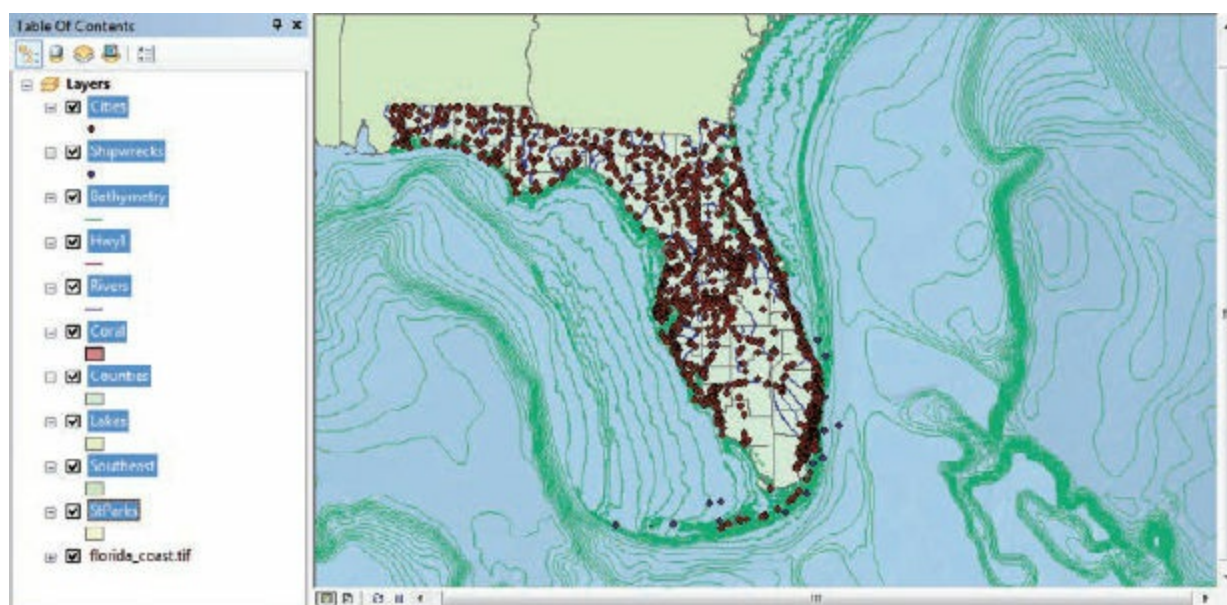 Table Of Contents
Layers
Cities
Shipwrecks
Bathymetry
Hwy1
Rivers
Coral
Counties
Lakes
Southeast
StParks
florida_coast.tif